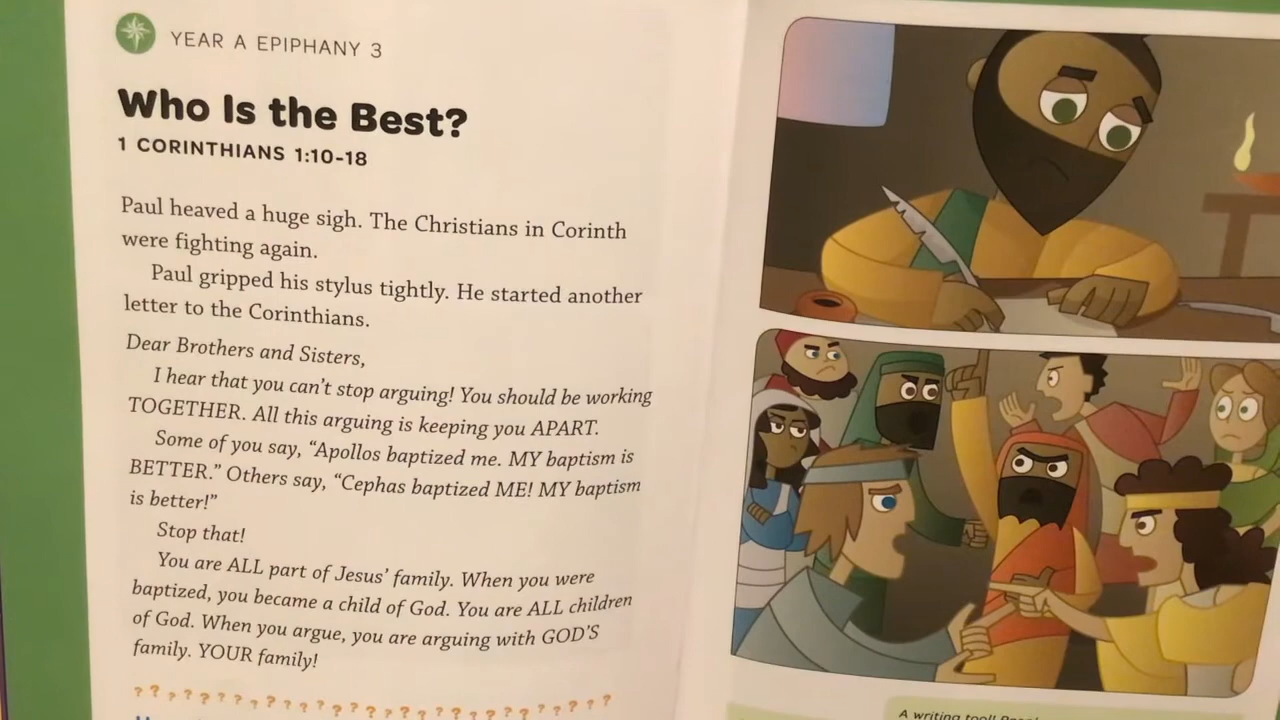 YEAR A EPIPHANY 3
Who Is the Best?
1 CORINTHIANS 1:10-18
Paul heaved a huge sigh. The Christians in Corinth
were fighting again.
Paul gripped his stylus tightly. He started another
letter to the Corinthians.
Dear Brothers and Sisters,
I hear that you can't stop arguing! You should be working
TOGETHER. All this arguing is keeping you APART.
Some of you say, “Apollos baptized me. MY baptism is
BETTER.” Others say, “Cephas baptized ME! MY baptism
is better!”
Stop that!
You are ALL part of Jesus' family. When you were
baptized, you became a child of God. You are ALL children
of God. When you argue, you are arguing with GOD'S
family. YOUR family!
? ? ? ? ? ? ? ? ? ? ? ? ? ? ? ? ? ? ? ? ? ? ? ? ? ? ? ? ?
A writing tool!